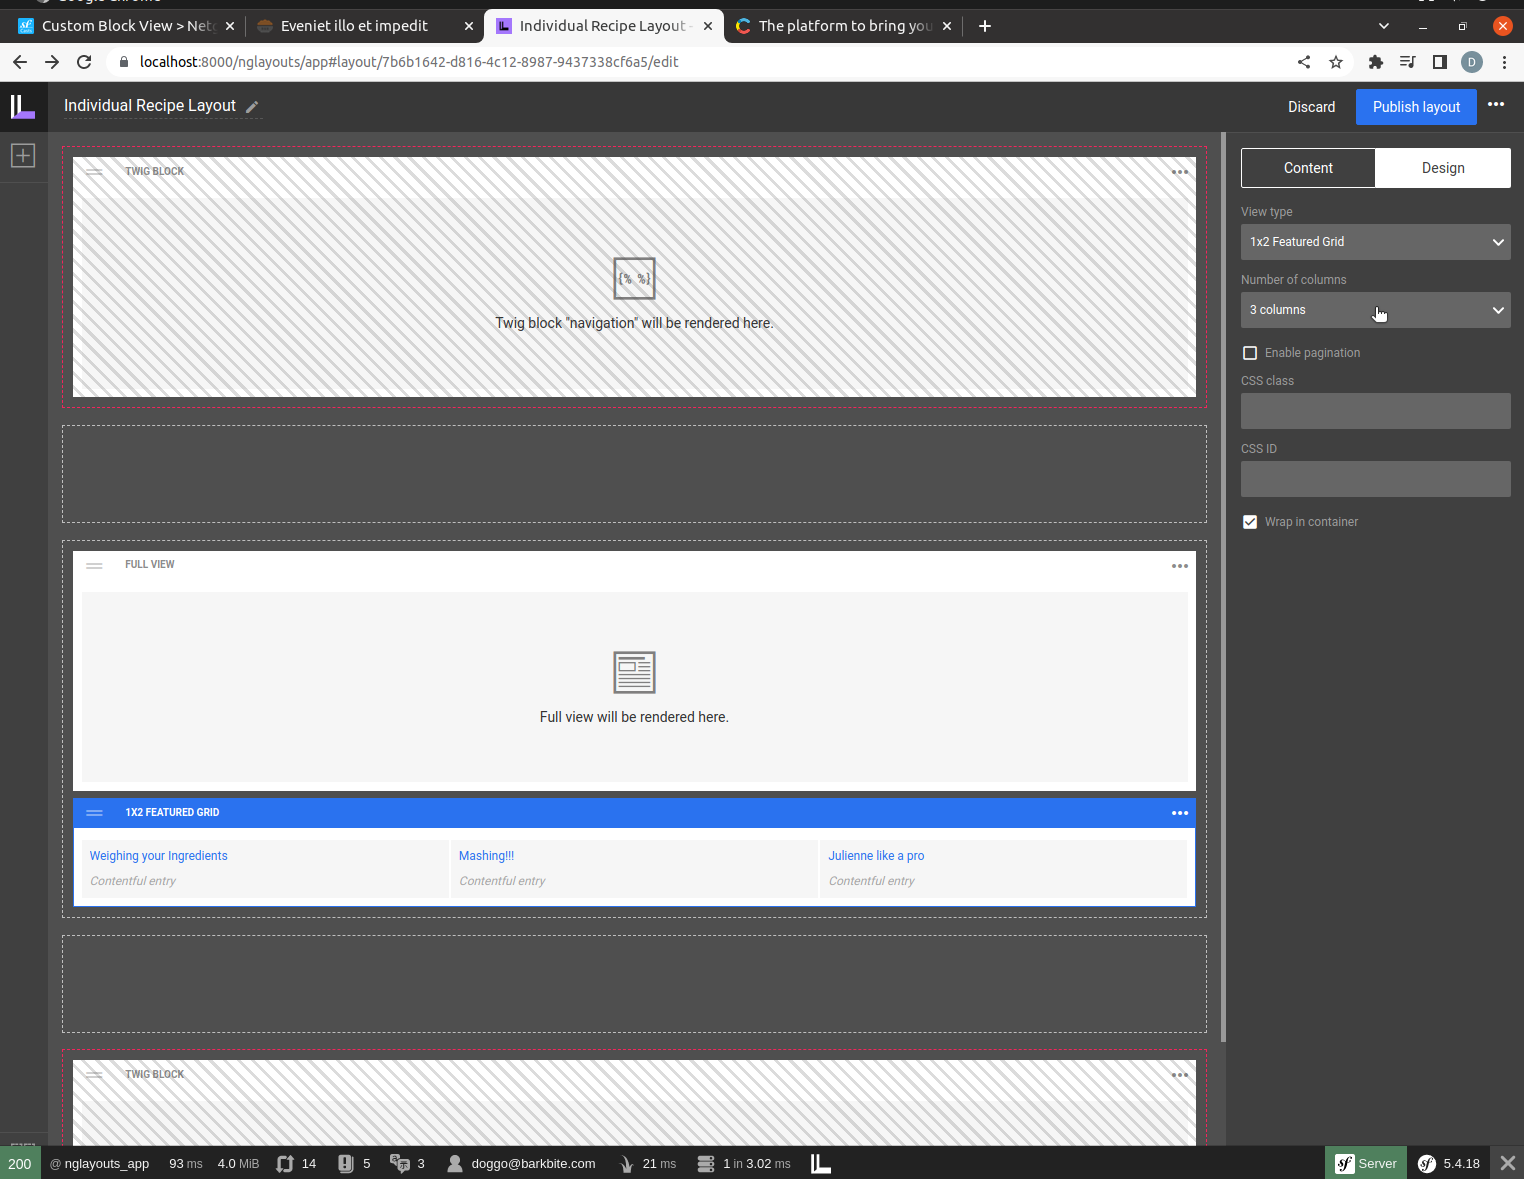 Custom Block View > Netg
Eveniet illo et impedit
Individual Recipe Layout -
The platform to bring you
localhost:8000/nglayouts/app#layout/7b6b1642-d816-4c12-8987-9437338cf6a5/edit
D
Individual Recipe Layout
Discard
Publish layout
TWIG BLOCK
{% %}
Twig block "navigation" will be rendered here.
FULL VIEW
Full view will be rendered here.
1X2 FEATURED GRID
Weighing your Ingredients
Mashing!!!
Julienne like a pro
Contentful entry
Contentful entry
Contentful entry
TWIG BLOCK
Content
Design
View type
1x2 Featured Grid
Number of columns
3 columns
Enable pagination
CSS class
CSS ID
Wrap in container
200
@ nglayouts_app
93 ms
4.0 MiB
14
5
3
doggo@barkbite.com
21 ms
1 in 3.02 ms
Server
5.4.18